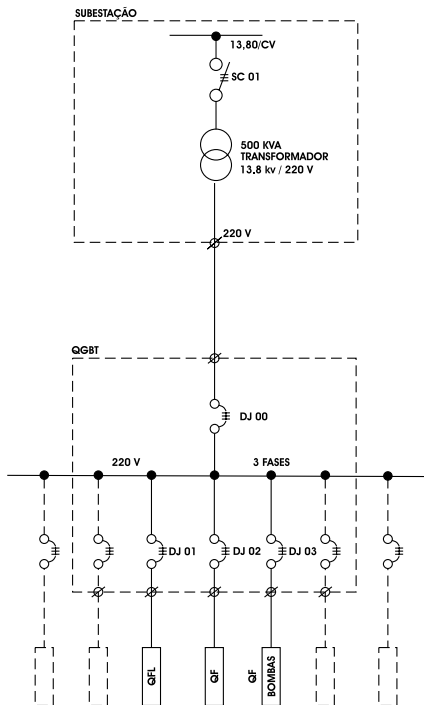 SUBESTAÇÃO
13,80/CV
SC 01
500 KVA
TRANSFORMADOR
13.8 kv / 220 V
220 V
QGBT
DJ 00
220 V
3 FASES
DJ 01
DJ 02
DJ 03
QFL
QF
QF
BOMBAS